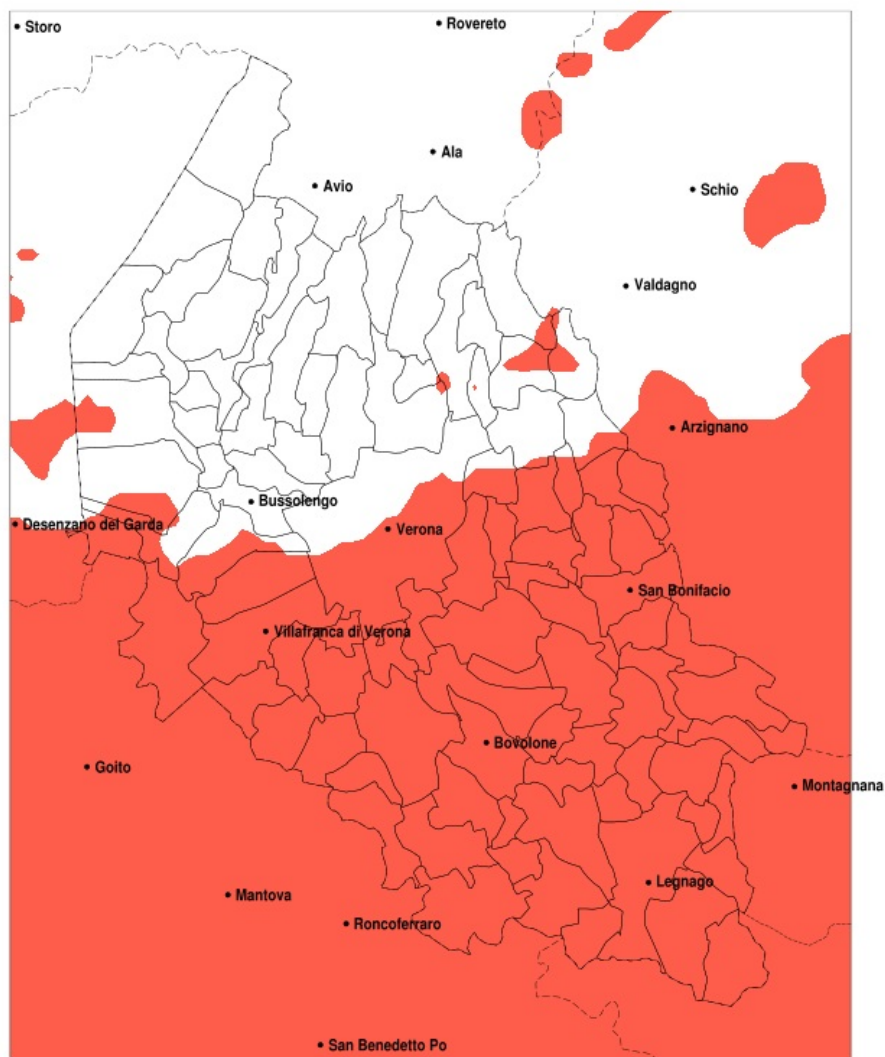 Storo
Rovereto
Ala
Avio
Schio
Valdagno
Arzignano
Bussolengo
Desenzano del Garda
Verona
San Bonifacio
Villafranca di Verona
Bovolone
Goito
Montagnana
Legnago
Mantova
Roncoferraro
San Benedetto Po